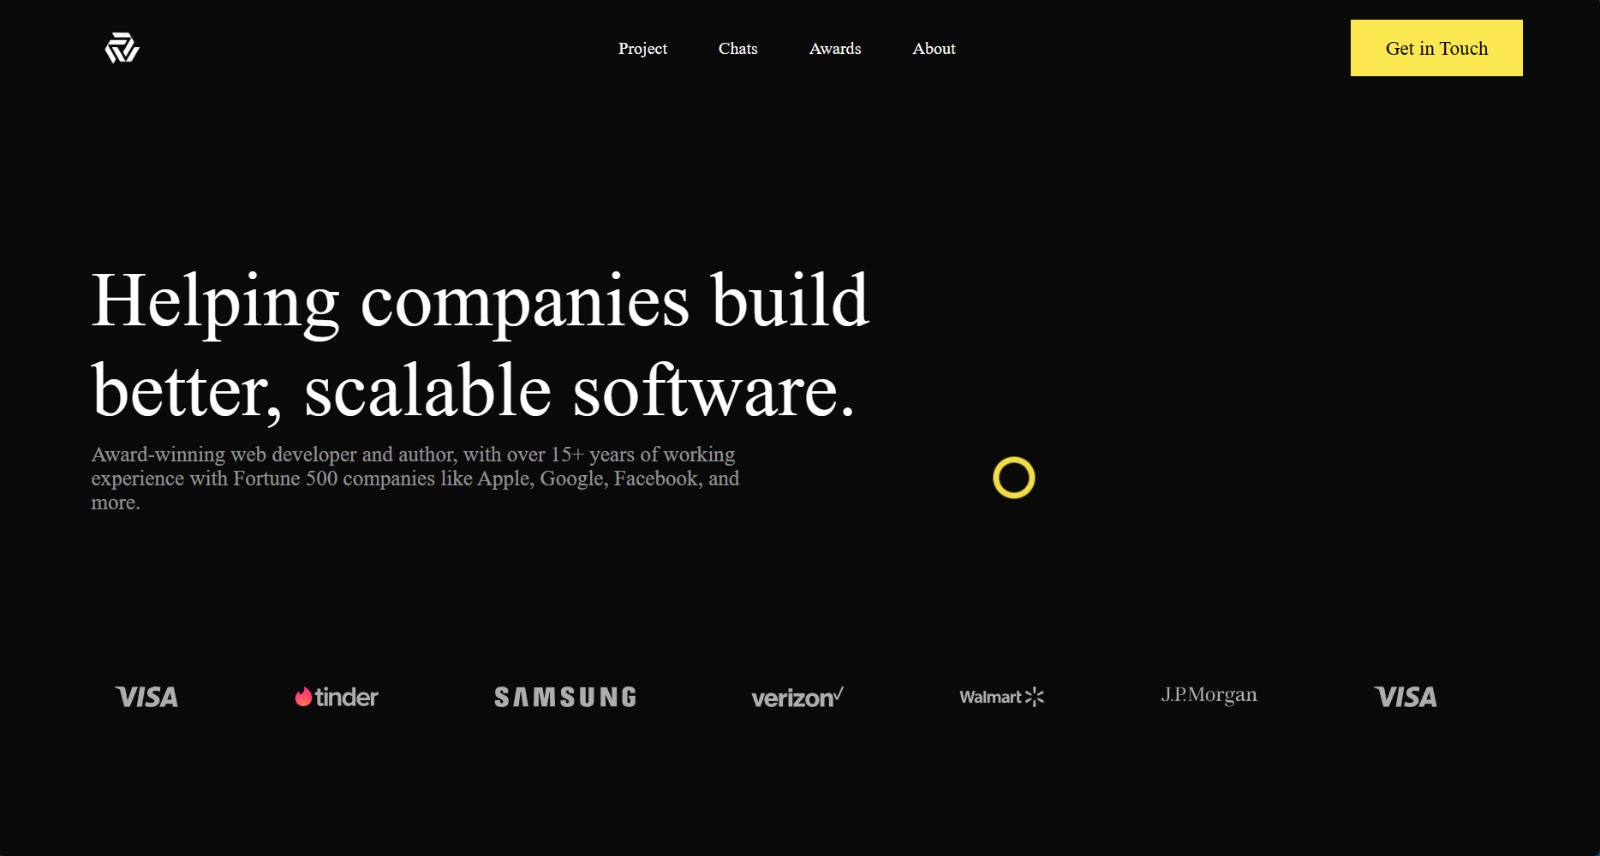 Project Chats Awards About
Get in Touch
Helping companies build
better, scalable software.
Award-winning web developer and author, with over 15+ years of working
experience with Fortune 500 companies like Apple, Google, Facebook, and
more.
VISA tinder SAMSUNG verizon Walmart J.P.Morgan VISA